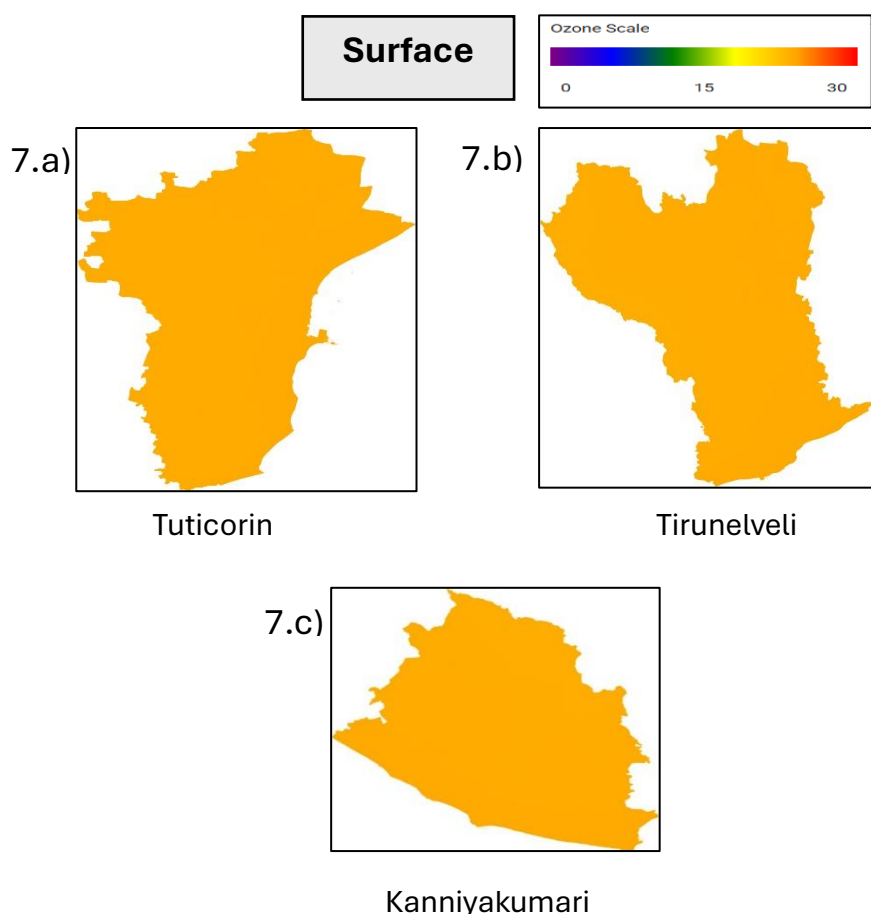 Surface
Ozone Scale
0 15 30
7.a)
7.b)
Tuticorin
Tirunelveli
7.c)
Kanniyakumari